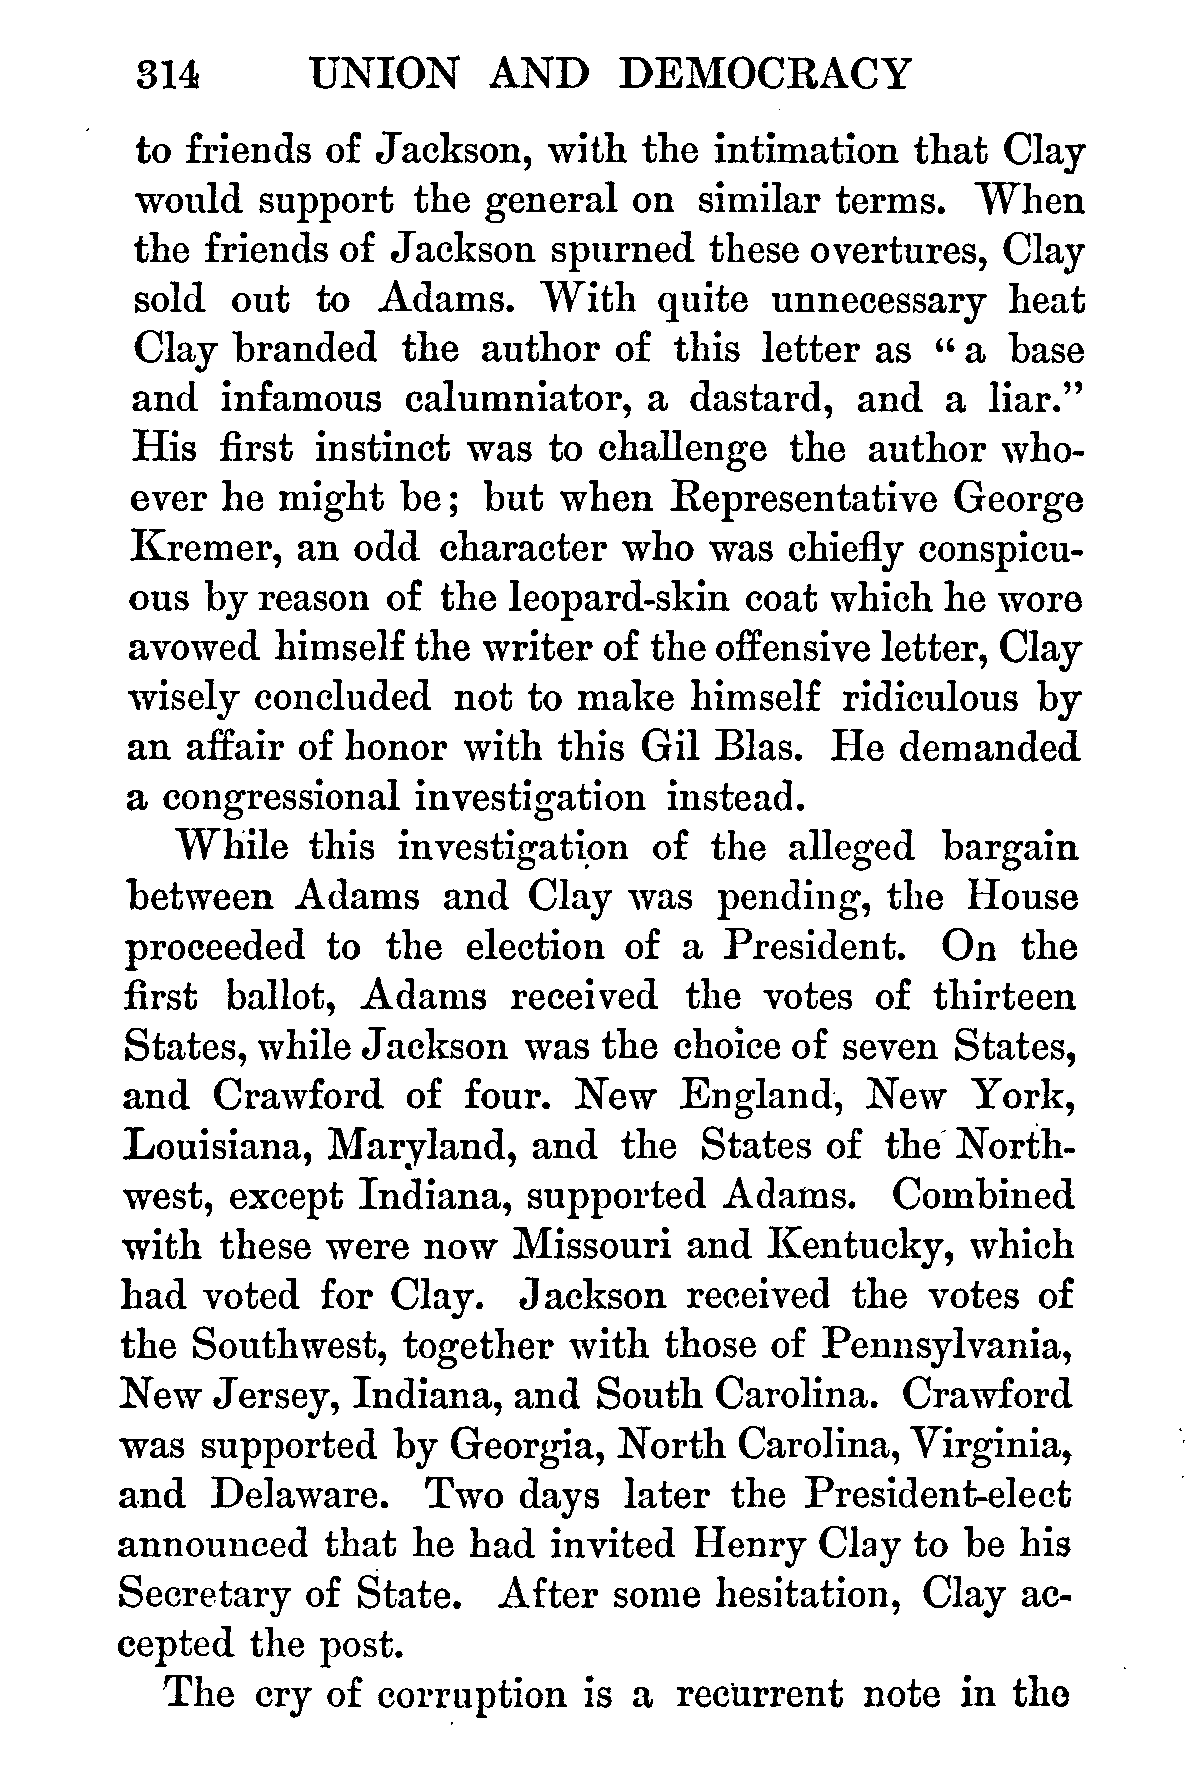 314 UNION AND DEMOCRACY
to friends of Jackson, with the intimation that Clay
would support the general on similar terms. When
the friends of Jackson spurned these overtures, Clay
sold out to Adams. With quite unnecessary heat
Clay branded the author of this letter as " a base
and infamous calumniator, a dastard, and a liar."
His first instinct was to challenge the author who-
ever he might be; but when Representative George
Kremer, an odd character who was chiefly conspicu-
ous by reason of the leopard-skin coat which he wore
avowed himself the writer of the offensive letter, Clay
wisely concluded not to make himself ridiculous by
an affair of honor with this Gil Blas. He demanded
a congressional investigation instead.
While this investigation of the alleged bargain
between Adams and Clay was pending, the House
proceeded to the election of a President. On the
first ballot, Adams received the votes of thirteen
States, while Jackson was the choice of seven States,
and Crawford of four. New England, New York,
Louisiana, Maryland, and the States of the North-
west, except Indiana, supported Adams. Combined
with these were now Missouri and Kentucky, which
had voted for Clay. Jackson received the votes of
the Southwest, together with those of Pennsylvania,
New Jersey, Indiana, and South Carolina. Crawford
was supported by Georgia, North Carolina, Virginia,
and Delaware. Two days later the President-elect
announced that he had invited Henry Clay to be his
Secretary of State. After some hesitation, Clay ac-
cepted the post.
The cry of corruption is a recurrent note in the